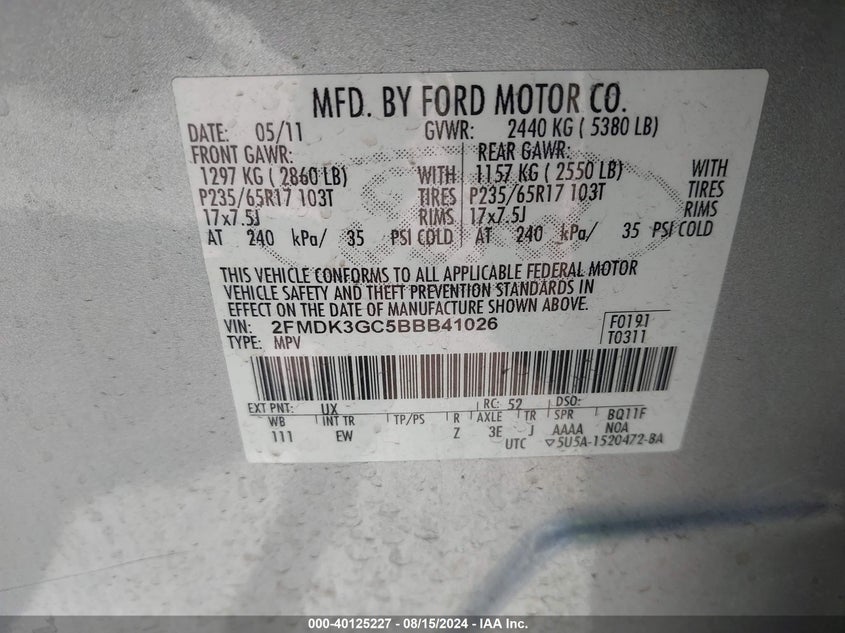 MFD. BY FORD MOTOR CO.
DATE: 05/11 GVWR: 2440 KG ( 5380 LB)
FRONT GAWR: REAR GAWR:
1297 KG ( 2860 LB) WITH 1157 KG ( 2550 LB) WITH
P235/65R17 103T TIRES P235/65R17 103T TIRES
17x7.5J RIMS 17x7.5J RIMS
AT 240 kPa/ 35 PSI COLD AT 240 kPa/ 35 PSI COLD
THIS VEHICLE CONFORMS TO ALL APPLICABLE FEDERAL MOTOR
VEHICLE SAFETY AND THEFT PREVENTION STANDARDS IN
EFFECT ON THE DATE OF MANUFACTURE SHOWN ABOVE.
VIN: 2FMDK3GC5BBB41026 F0191
TYPE: MPV T0311
EXT PNT: UX RC: 52 DSO:
WB INT TR TP/PS R AXLE TR SPR BQ11F
111 EW Z 3E J AAAA NOA
UTC ▽5U5A-1520472-BA
000-40125227 - 08/15/2024 - IAA Inc.